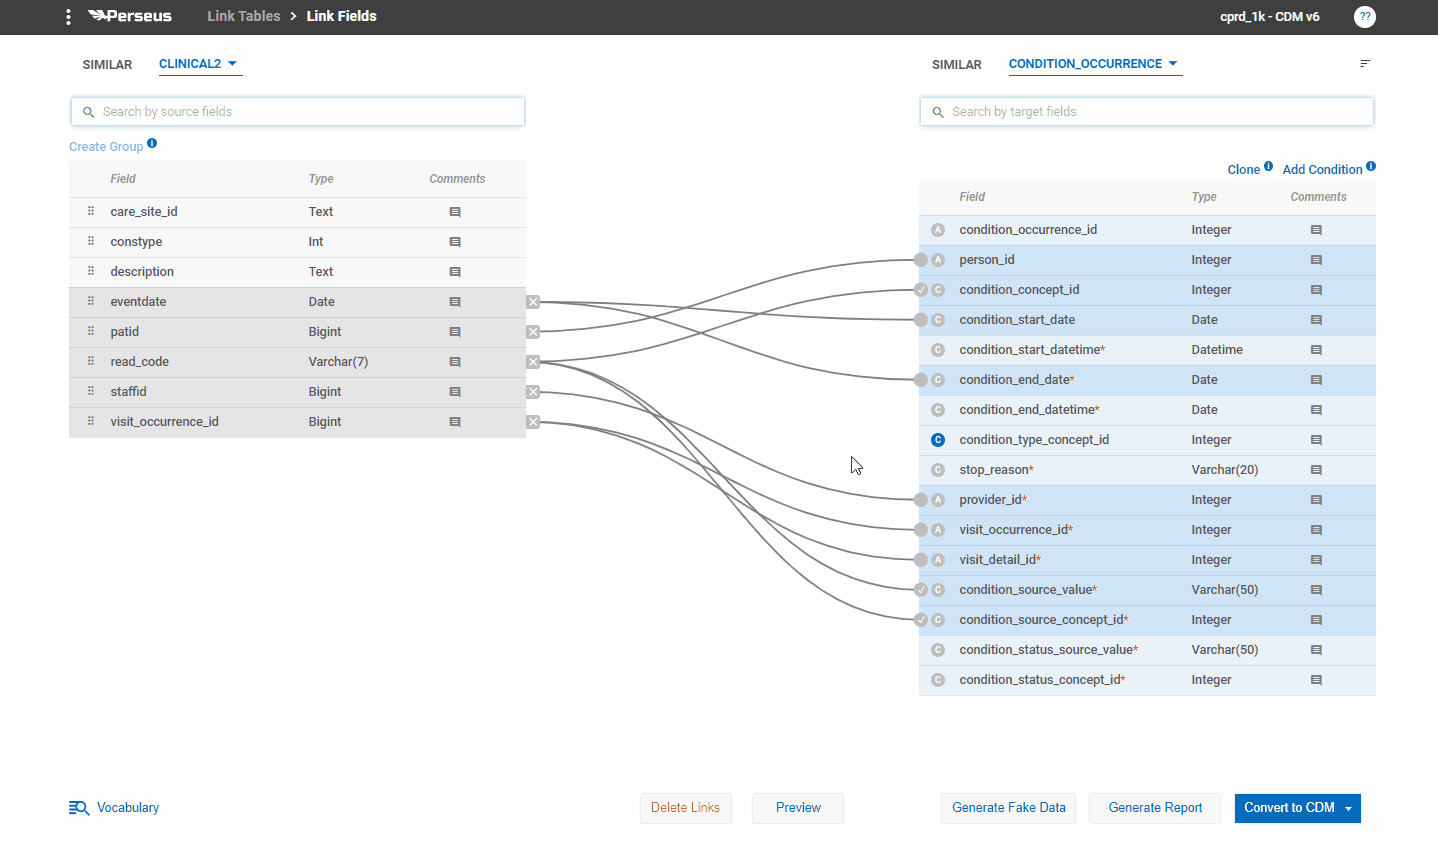 Perseus Link Tables > Link Fields cprd_1k - CDM v6 ??
SIMILAR CLINICAL2 SIMILAR CONDITION_OCCURRENCE
Search by source fields Search by target fields
Create Group i
Clone i Add Condition i
Field Type Comments
care_site_id Text
constype Int
description Text
eventdate Date
patid Bigint
read_code Varchar(7)
staffid Bigint
visit_occurrence_id Bigint
Field Type Comments
A condition_occurrence_id Integer
A person_id Integer
C condition_concept_id Integer
C condition_start_date Date
C condition_start_datetime* Datetime
C condition_end_date* Date
C condition_end_datetime* Date
C condition_type_concept_id Integer
C stop_reason* Varchar(20)
A provider_id* Integer
A visit_occurrence_id* Integer
A visit_detail_id* Integer
C condition_source_value* Varchar(50)
C condition_source_concept_id* Integer
C condition_status_source_value* Varchar(50)
C condition_status_concept_id* Integer
Vocabulary Delete Links Preview Generate Fake Data Generate Report Convert to CDM